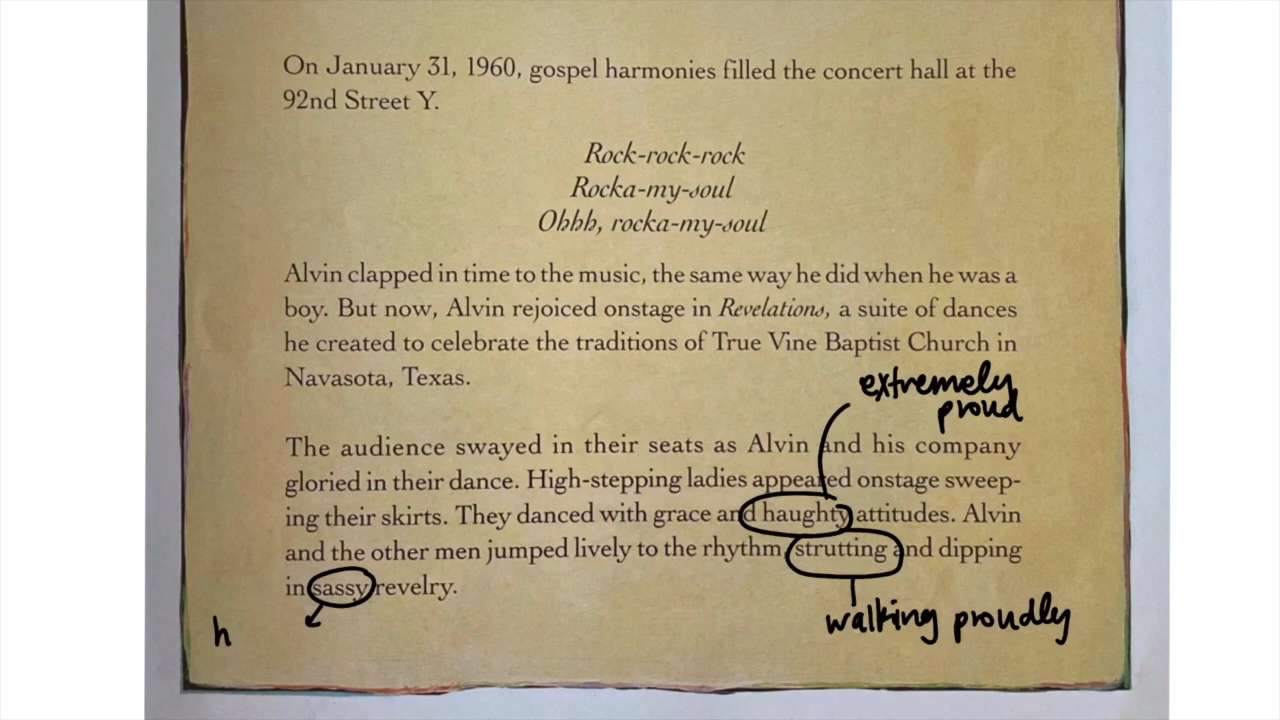 On January 31, 1960, gospel harmonies filled the concert hall at the
92nd Street Y.
Rock-rock-rock
Rocka-my-soul
Ohhh, rocka-my-soul
Alvin clapped in time to the music, the same way he did when he was a
boy. But now, Alvin rejoiced onstage in Revelations, a suite of dances
he created to celebrate the traditions of True Vine Baptist Church in
Navasota, Texas.
extremely
proud
The audience swayed in their seats as Alvin and his company
gloried in their dance. High-stepping ladies appeared onstage sweep-
ing their skirts. They danced with grace and haughty attitudes. Alvin
and the other men jumped lively to the rhythm, strutting and dipping
in sassy revelry.
h
walking proudly